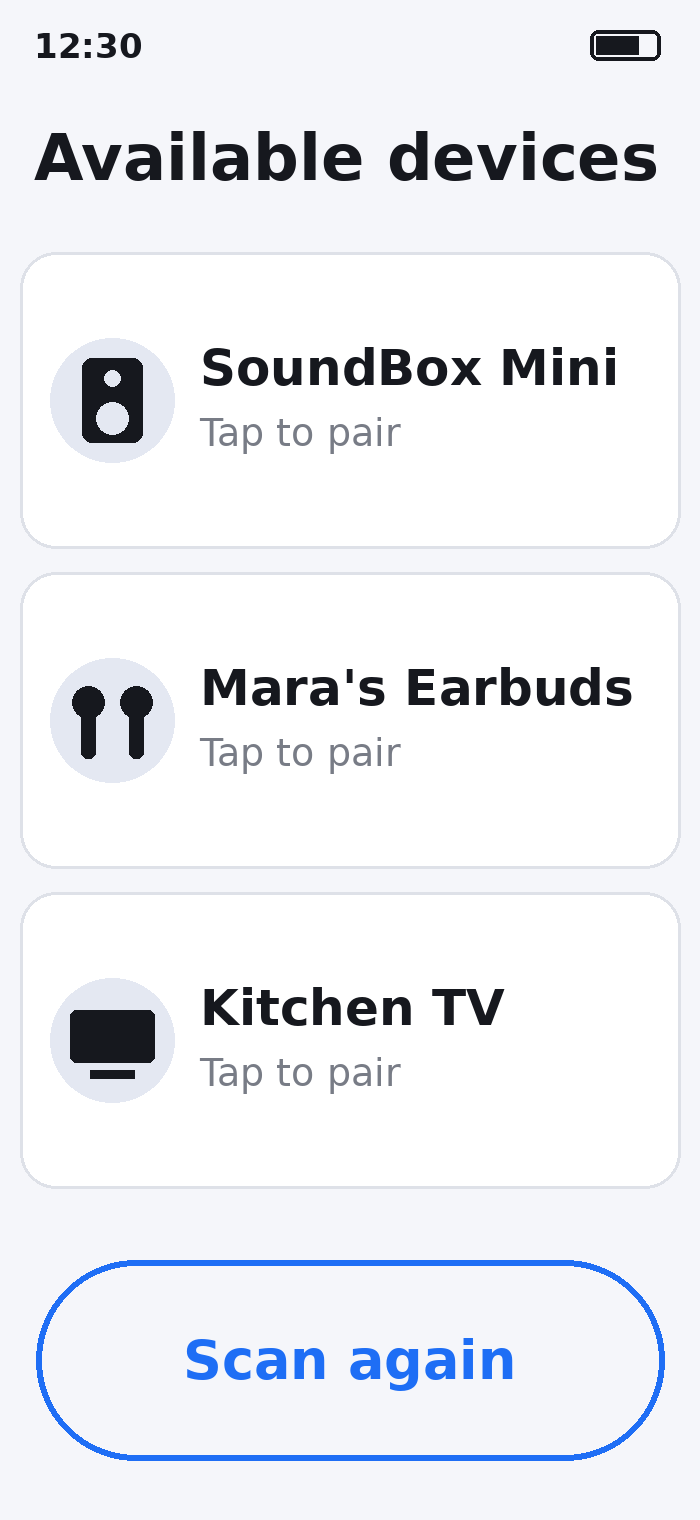 12:30
Available devices
SoundBox Mini
Tap to pair
Mara's Earbuds
Tap to pair
Kitchen TV
Tap to pair
Scan again